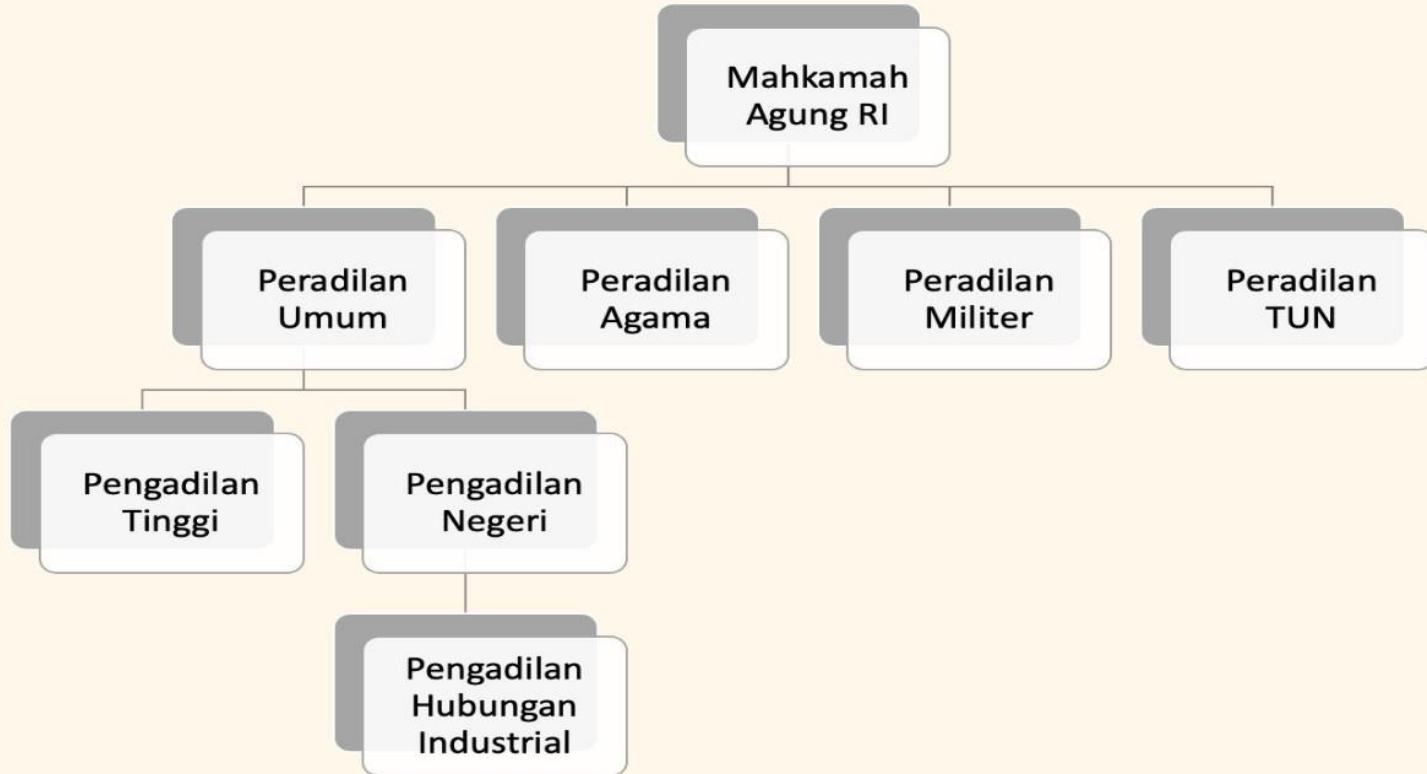 Mahkamah
Agung RI
Peradilan
Umum
Peradilan
Agama
Peradilan
Militer
Peradilan
TUN
Pengadilan
Tinggi
Pengadilan
Negeri
Pengadilan
Hubungan
Industrial